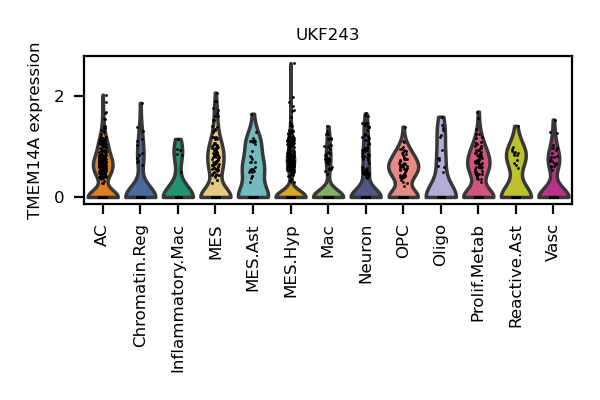 UKF243
TMEM14A expression
2
0
AC
Chromatin.Reg
Inflammatory.Mac
MES
MES.Ast
MES.Hyp
Mac
Neuron
OPC
Oligo
Prolif.Metab
Reactive.Ast
Vasc